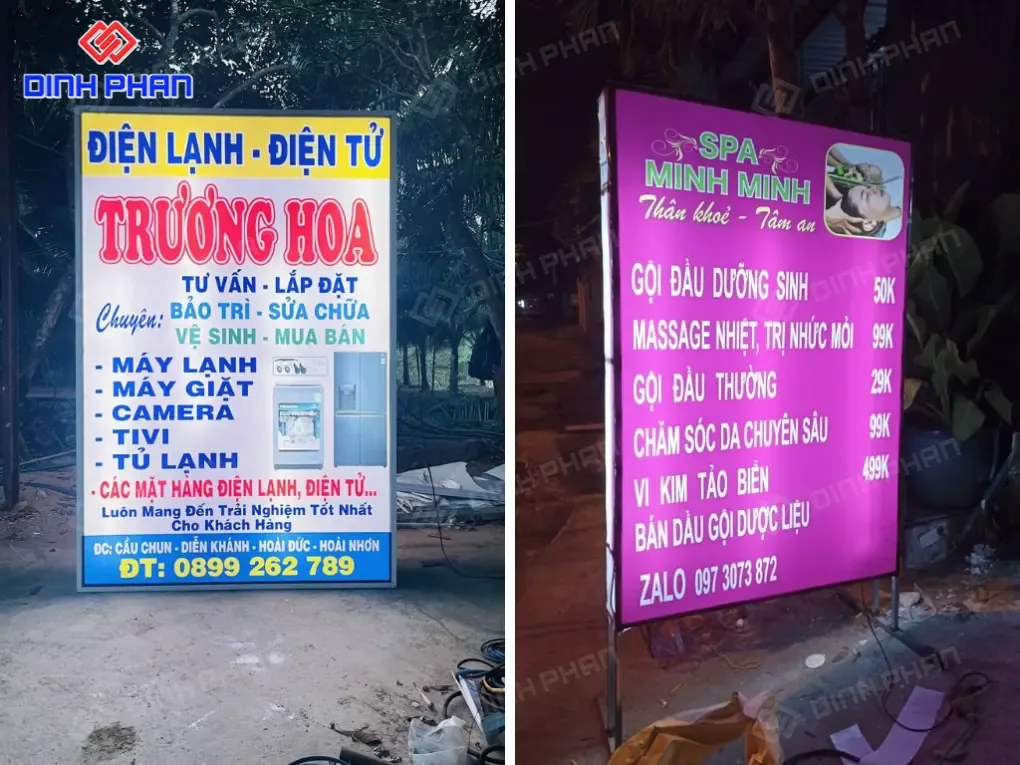 DINH PHAN
ĐIỆN LẠNH - ĐIỆN TỬ
TRƯƠNG HOA
Chuyên:
TƯ VẤN - LẮP ĐẶT
BẢO TRÌ - SỬA CHỮA
VỆ SINH - MUA BÁN
- MÁY LẠNH
- MÁY GIẶT
- CAMERA
- TIVI
- TỦ LẠNH
- CÁC MẶT HÀNG ĐIỆN LẠNH, ĐIỆN TỬ...
Luôn Mang Đến Trải Nghiệm Tốt Nhất
Cho Khách Hàng
ĐC: CẦU CHUN - DIỄN KHÁNH - HOÀI ĐỨC - HOÀI NHƠN
ĐT: 0899 262 789
SPA
MINH MINH
Thân khoẻ - Tâm an
GỘI ĐẦU DƯỠNG SINH 50K
MASSAGE NHIỆT, TRỊ NHỨC MỎI 99K
GỘI ĐẦU THƯỜNG 29K
CHĂM SÓC DA CHUYÊN SÂU 99K
VI KIM TẢO BIỂN 499K
BÁN DẦU GỘI DƯỢC LIỆU
ZALO 097 3073 872